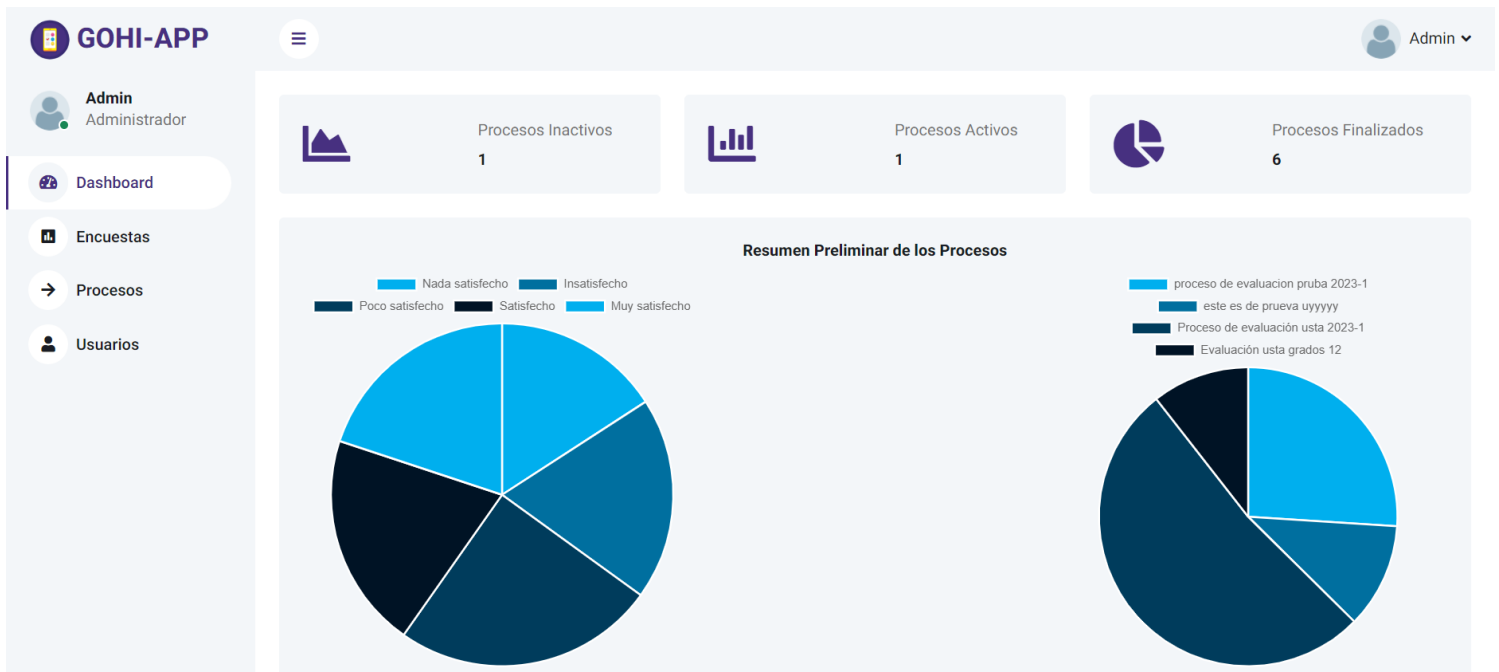 GOHI-APP
Admin
Admin
Administrador
Dashboard
Encuestas
Procesos
Usuarios
Procesos Inactivos
1
Procesos Activos
1
Procesos Finalizados
6
Resumen Preliminar de los Procesos
Nada satisfecho Insatisfecho
Poco satisfecho Satisfecho Muy satisfecho
proceso de evaluacion pruba 2023-1
este es de prueva uyyyyy
Proceso de evaluación usta 2023-1
Evaluación usta grados 12